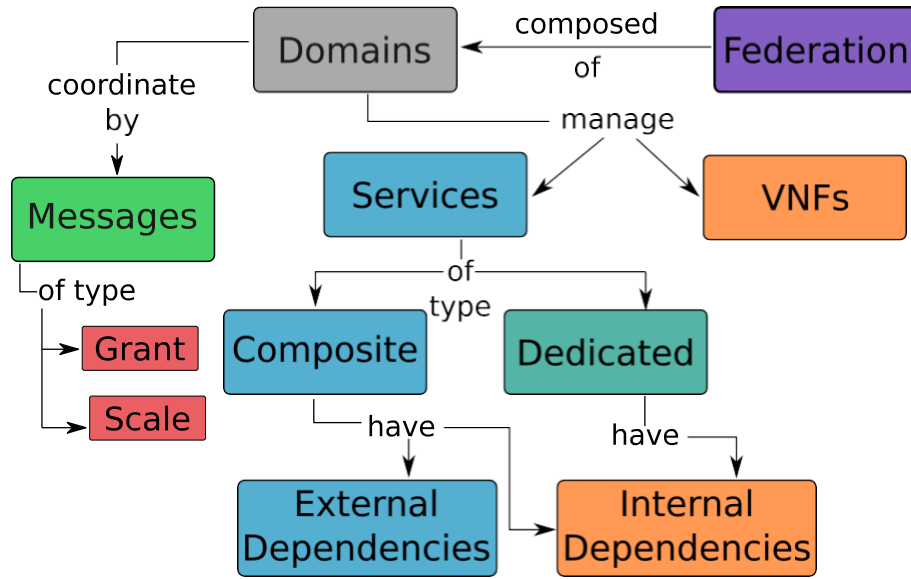 Domains
composed
of
Federation
coordinate
by
manage
Messages
Services
VNFs
of type
of
type
Grant
Scale
Composite
Dedicated
have
have
External
Dependencies
Internal
Dependencies